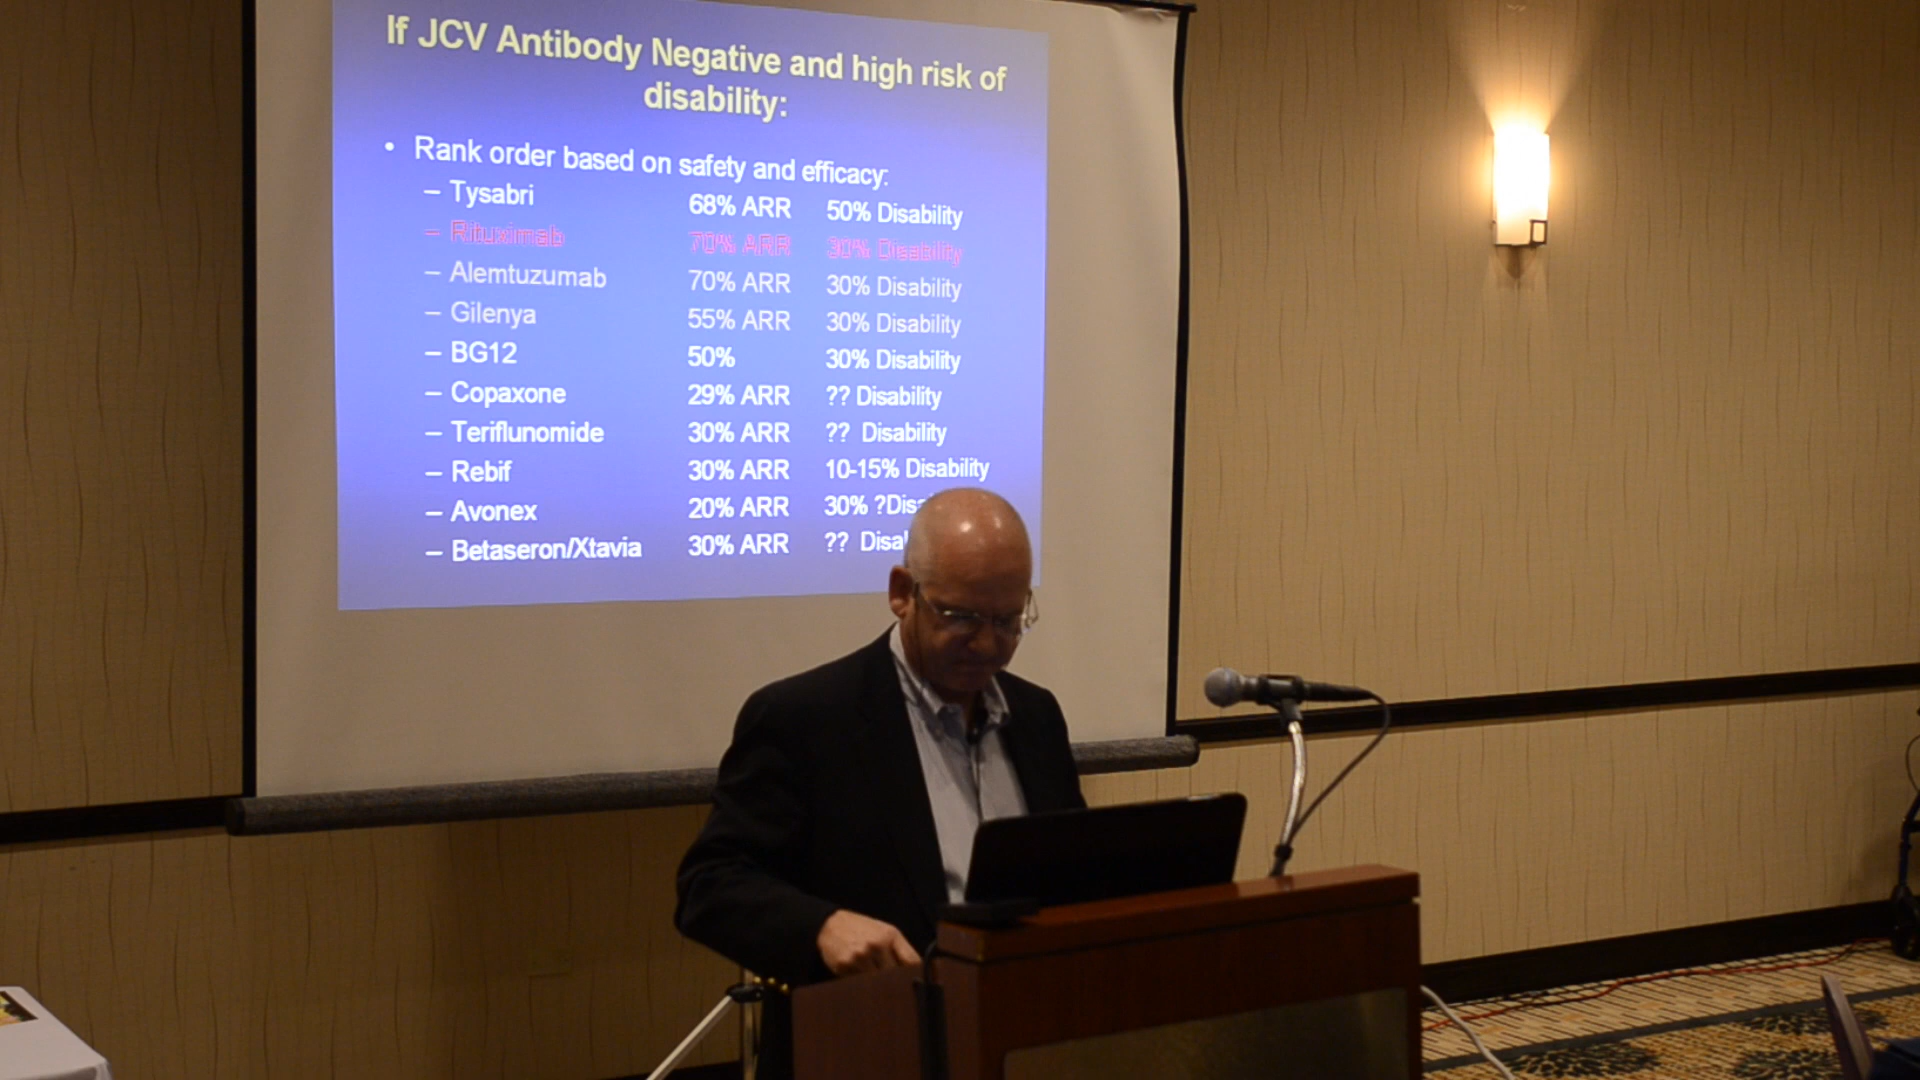 If JCV Antibody Negative and high risk of
disability:
• Rank order based on safety and efficacy:
– Tysabri 68% ARR 50% Disability
– Rituximab 70% ARR 30% Disability
– Alemtuzumab 70% ARR 30% Disability
– Gilenya 55% ARR 30% Disability
– BG12 50% 30% Disability
– Copaxone 29% ARR ?? Disability
– Teriflunomide 30% ARR ?? Disability
– Rebif 30% ARR 10-15% Disability
– Avonex 20% ARR 30% ?Dis
– Betaseron/Xtavia 30% ARR ?? Disa